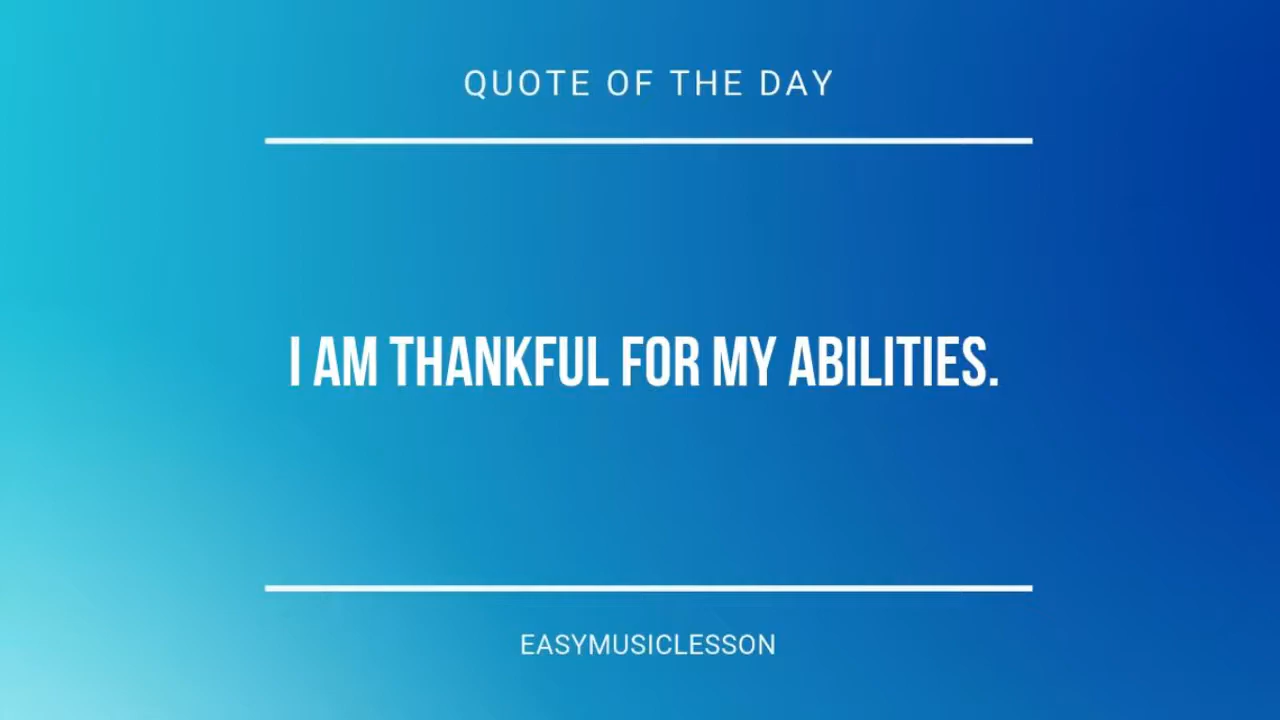 QUOTE OF THE DAY
I AM THANKFUL FOR MY ABILITIES.
EASYMUSICLESSON